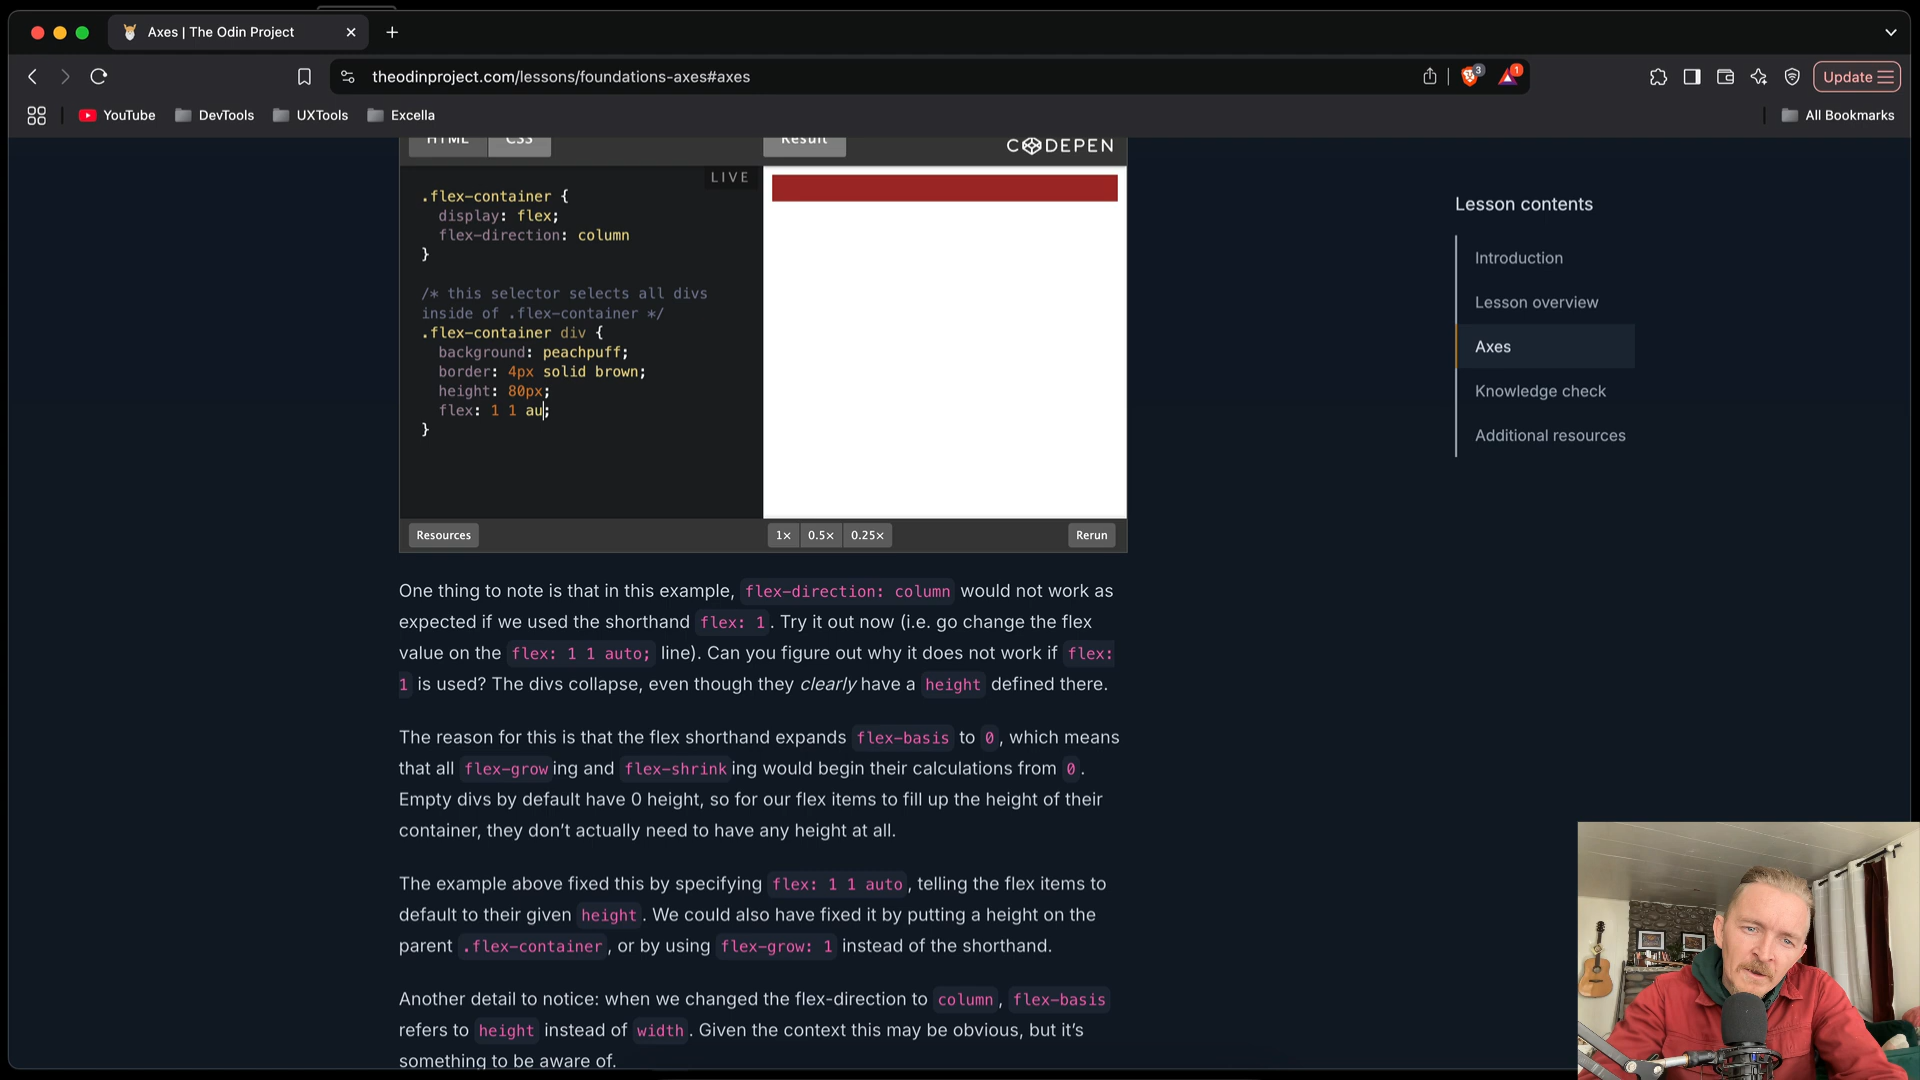 Axes | The Odin Project
theodinproject.com/lessons/foundations-axes#axes
3
1
Update
YouTube
DevTools
UXTools
Excella
All Bookmarks
HTML
CSS
Result
CODEPEN
LIVE
.flex-container {
display: flex;
flex-direction: column
}
/* this selector selects all divs
inside of .flex-container */
.flex-container div {
background: peachpuff;
border: 4px solid brown;
height: 80px;
flex: 1 1 au;
}
Resources
1×
0.5×
0.25×
Rerun
Lesson contents
Introduction
Lesson overview
Axes
Knowledge check
Additional resources
One thing to note is that in this example, flex-direction: column would not work as
expected if we used the shorthand flex: 1. Try it out now (i.e. go change the flex
value on the flex: 1 1 auto; line). Can you figure out why it does not work if flex:
1 is used? The divs collapse, even though they clearly have a height defined there.
The reason for this is that the flex shorthand expands flex-basis to 0, which means
that all flex-growing and flex-shrinking would begin their calculations from 0.
Empty divs by default have 0 height, so for our flex items to fill up the height of their
container, they don’t actually need to have any height at all.
The example above fixed this by specifying flex: 1 1 auto, telling the flex items to
default to their given height. We could also have fixed it by putting a height on the
parent .flex-container, or by using flex-grow: 1 instead of the shorthand.
Another detail to notice: when we changed the flex-direction to column, flex-basis
refers to height instead of width. Given the context this may be obvious, but it’s
something to be aware of.